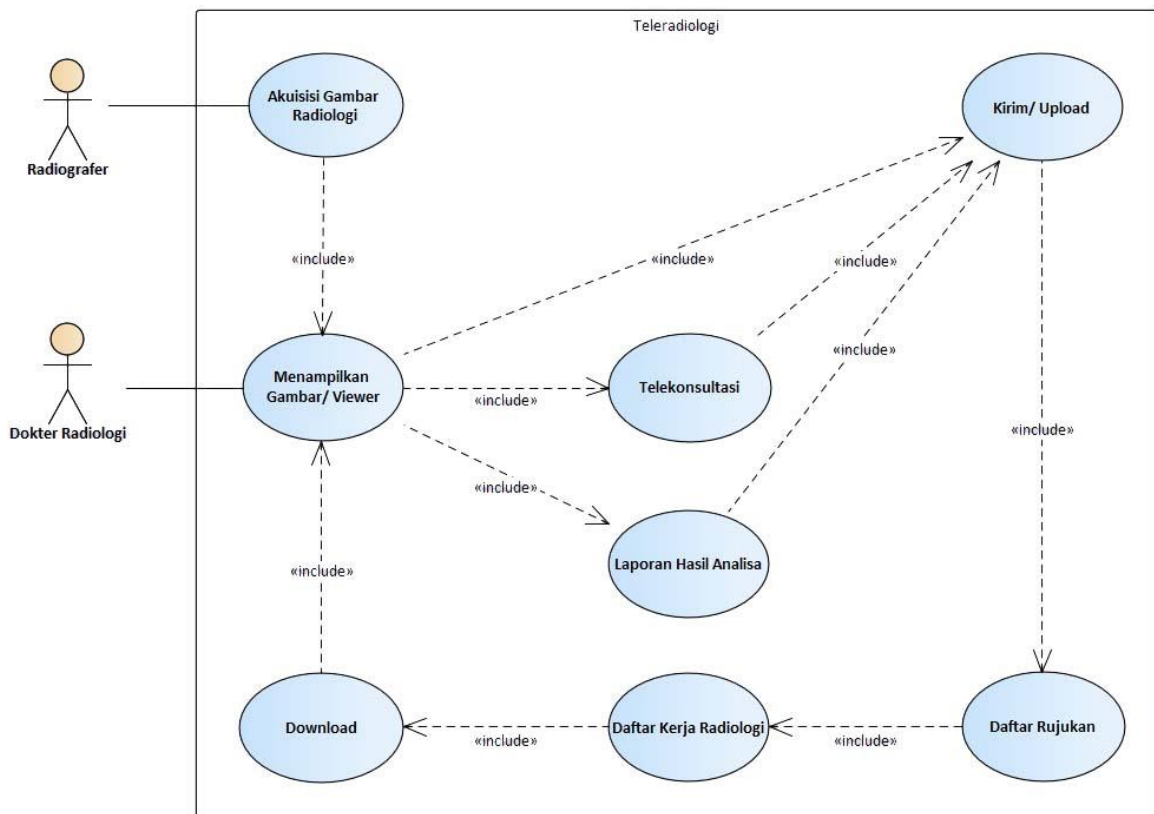 Teleradiologi
Akuisisi Gambar
Radiologi
Kirim/ Upload
Radiografer
«include»
«include»
«include»
«include»
Menampilkan
Gambar/ Viewer
«include»
Telekonsultasi
Dokter Radiologi
«include»
«include»
Laporan Hasil Analisa
«include»
Download
«include»
Daftar Kerja Radiologi
«include»
Daftar Rujukan